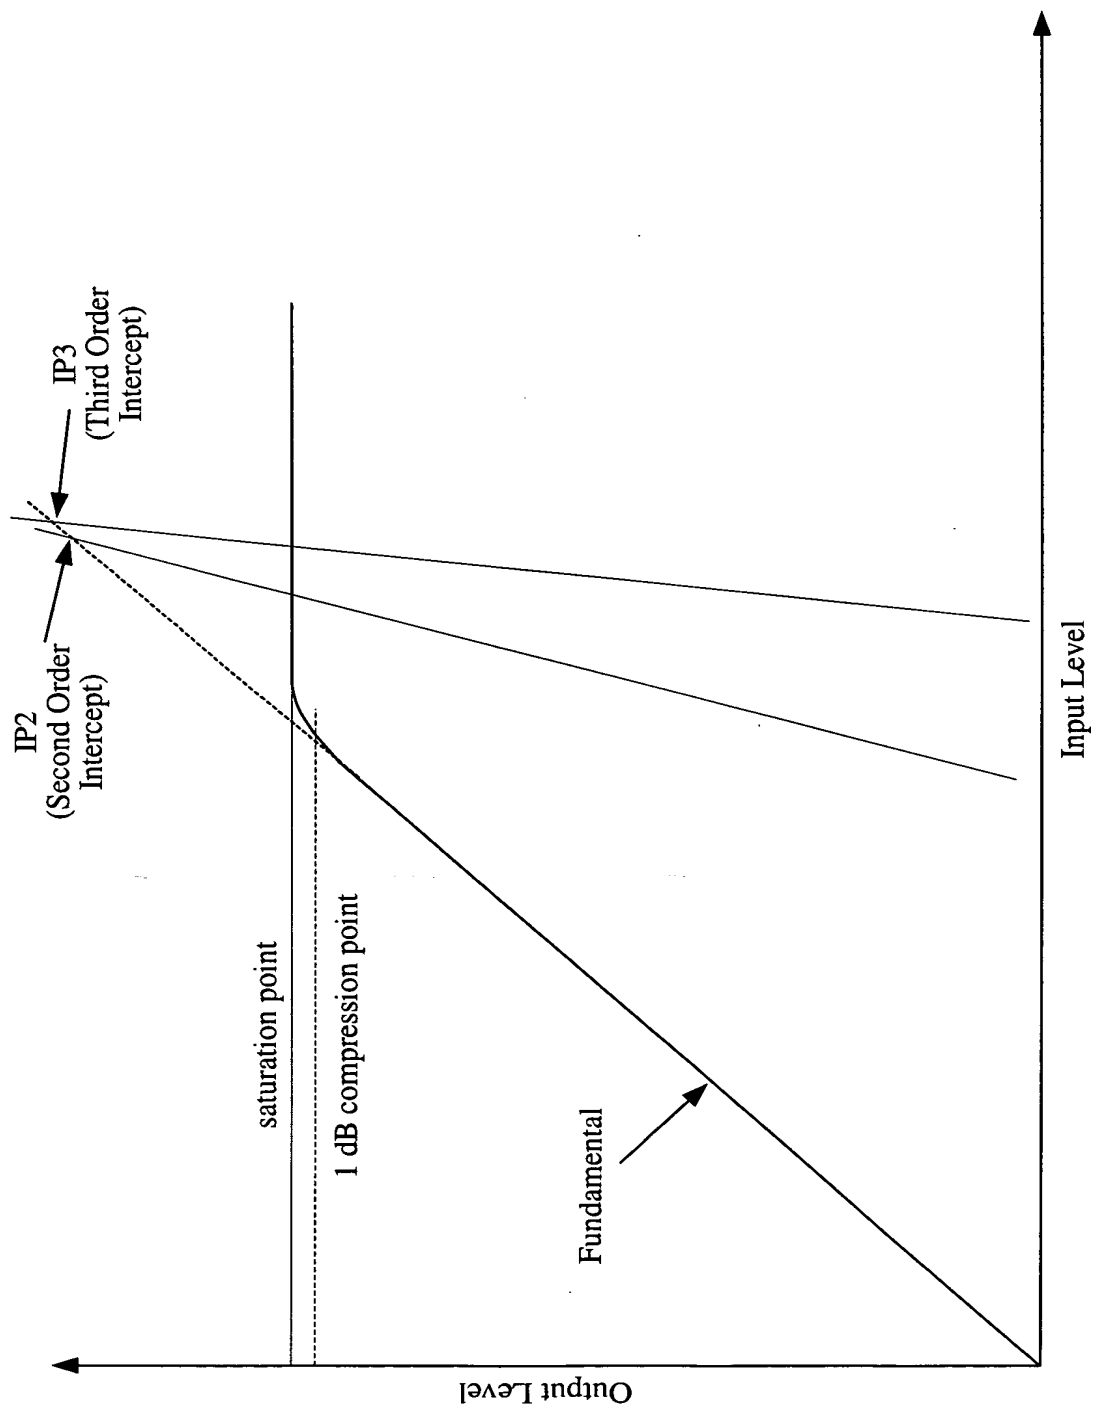 IP2
(Second Order
Intercept)
IP3
(Third Order
Intercept)
saturation point
1 dB compression point
Fundamental
Output Level
Input Level